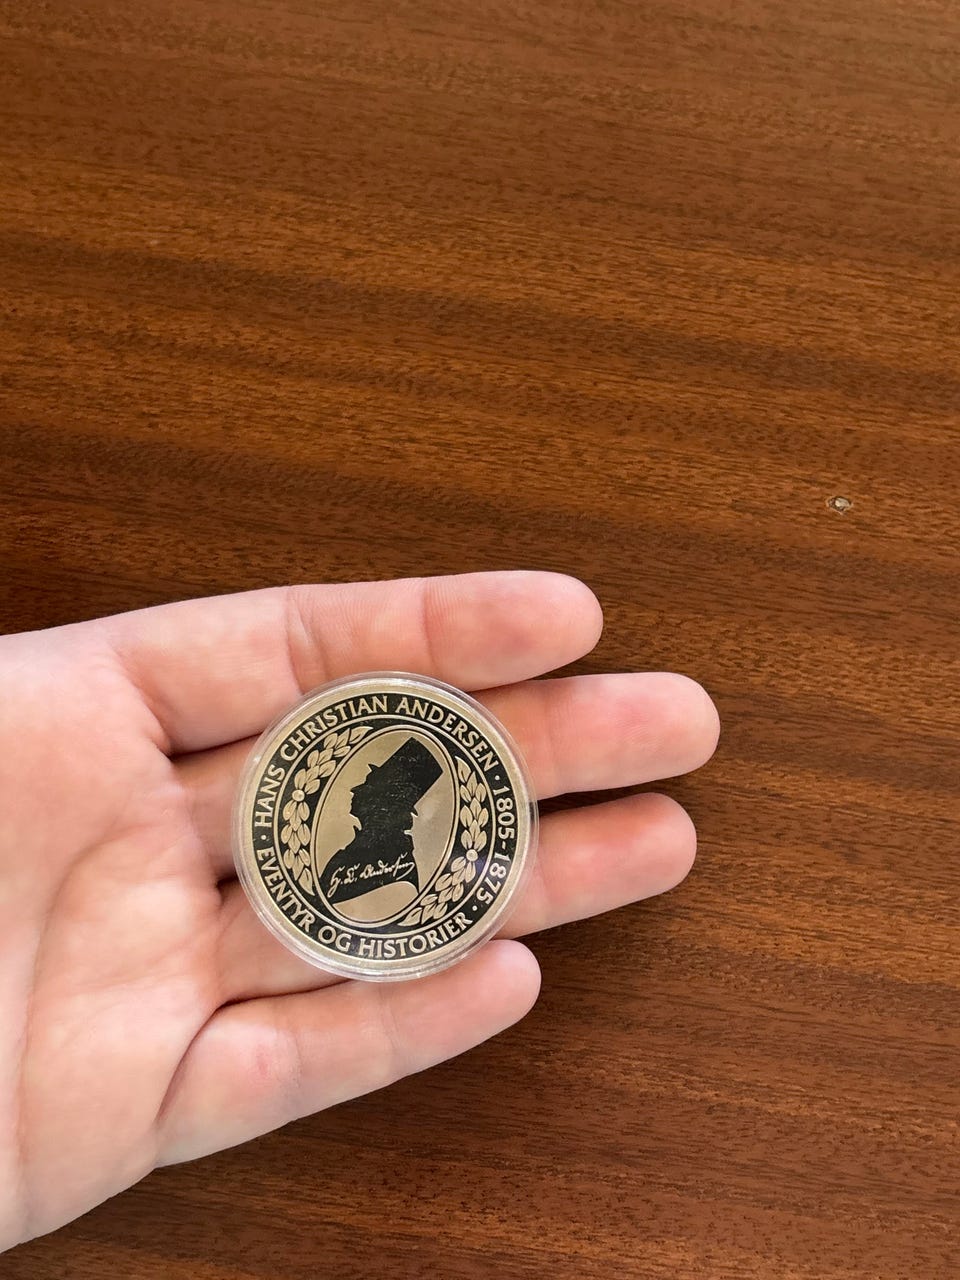 HANS CHRISTIAN ANDERSEN · 1805-1875 ·
EVENTYR OG HISTORIER ·
H. C. Andersen